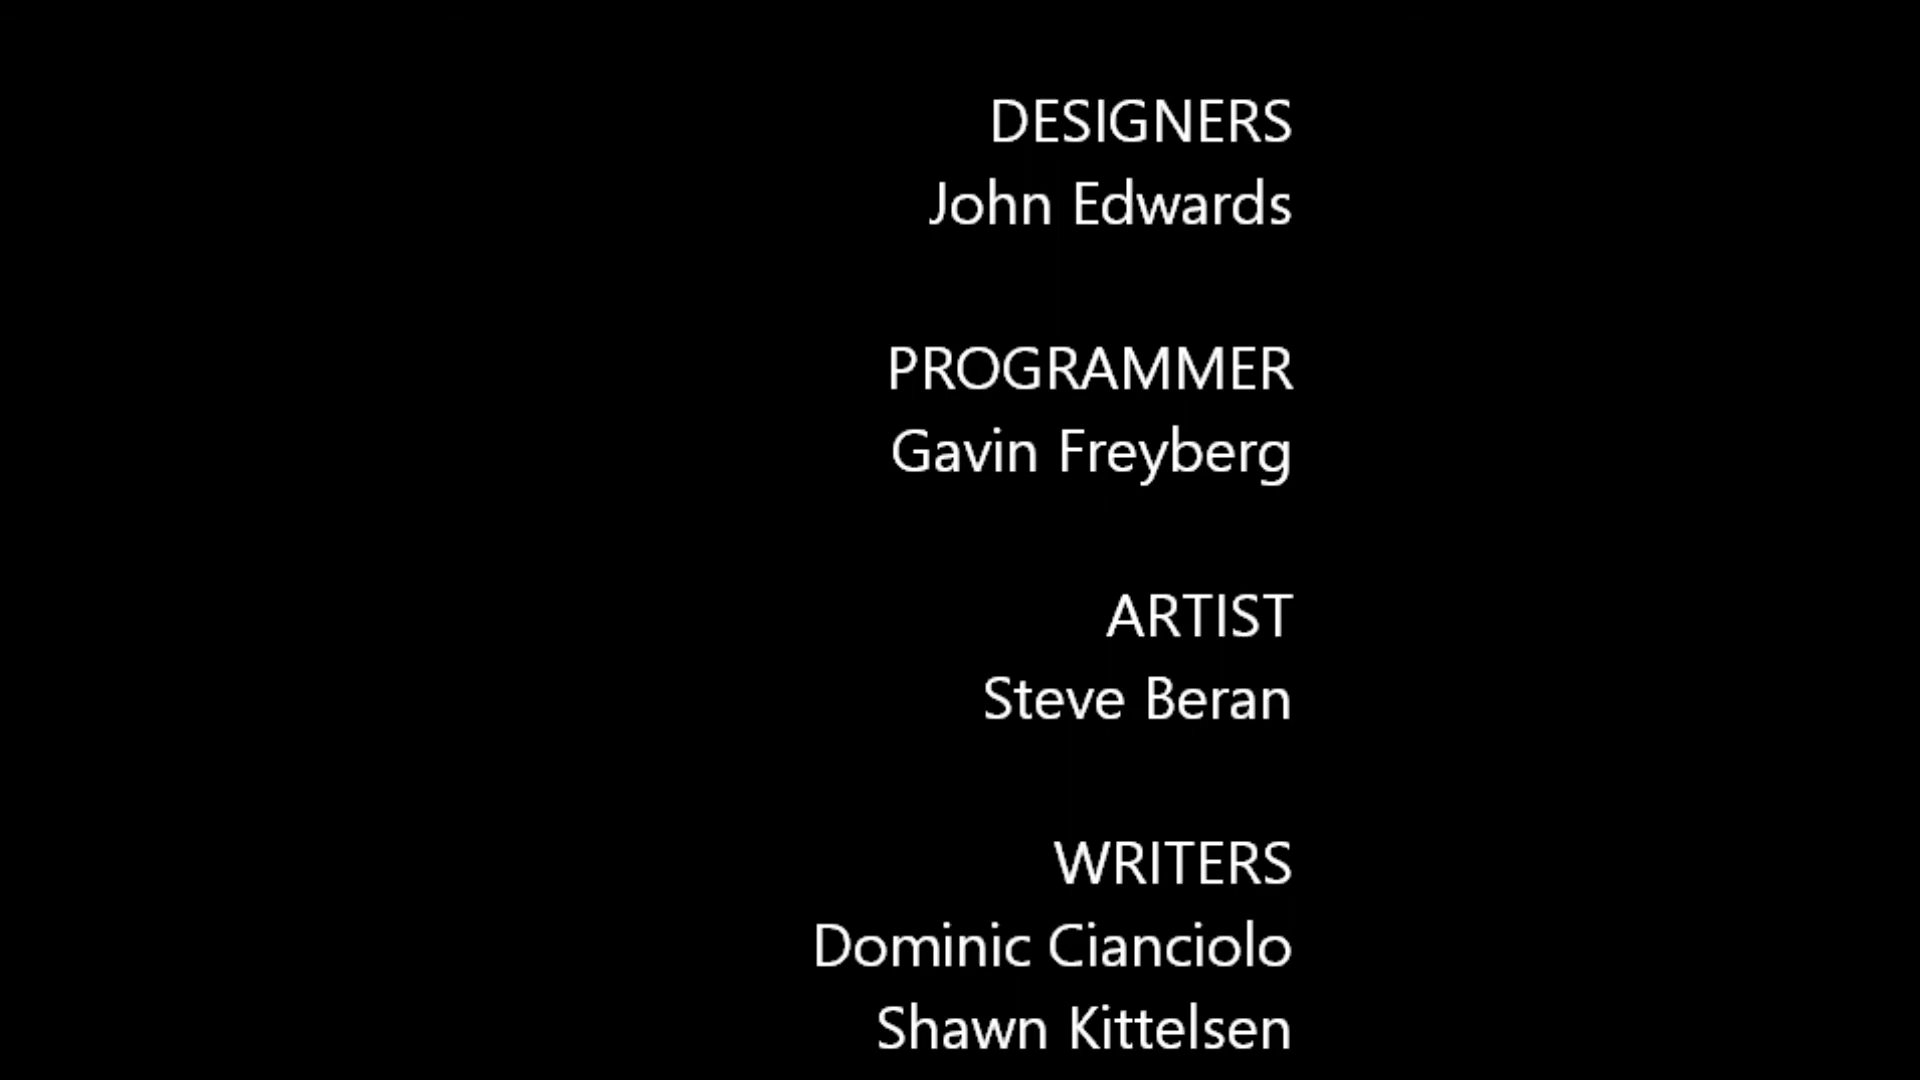 DESIGNERS
John Edwards
PROGRAMMER
Gavin Freyberg
ARTIST
Steve Beran
WRITERS
Dominic Cianciolo
Shawn Kittelsen